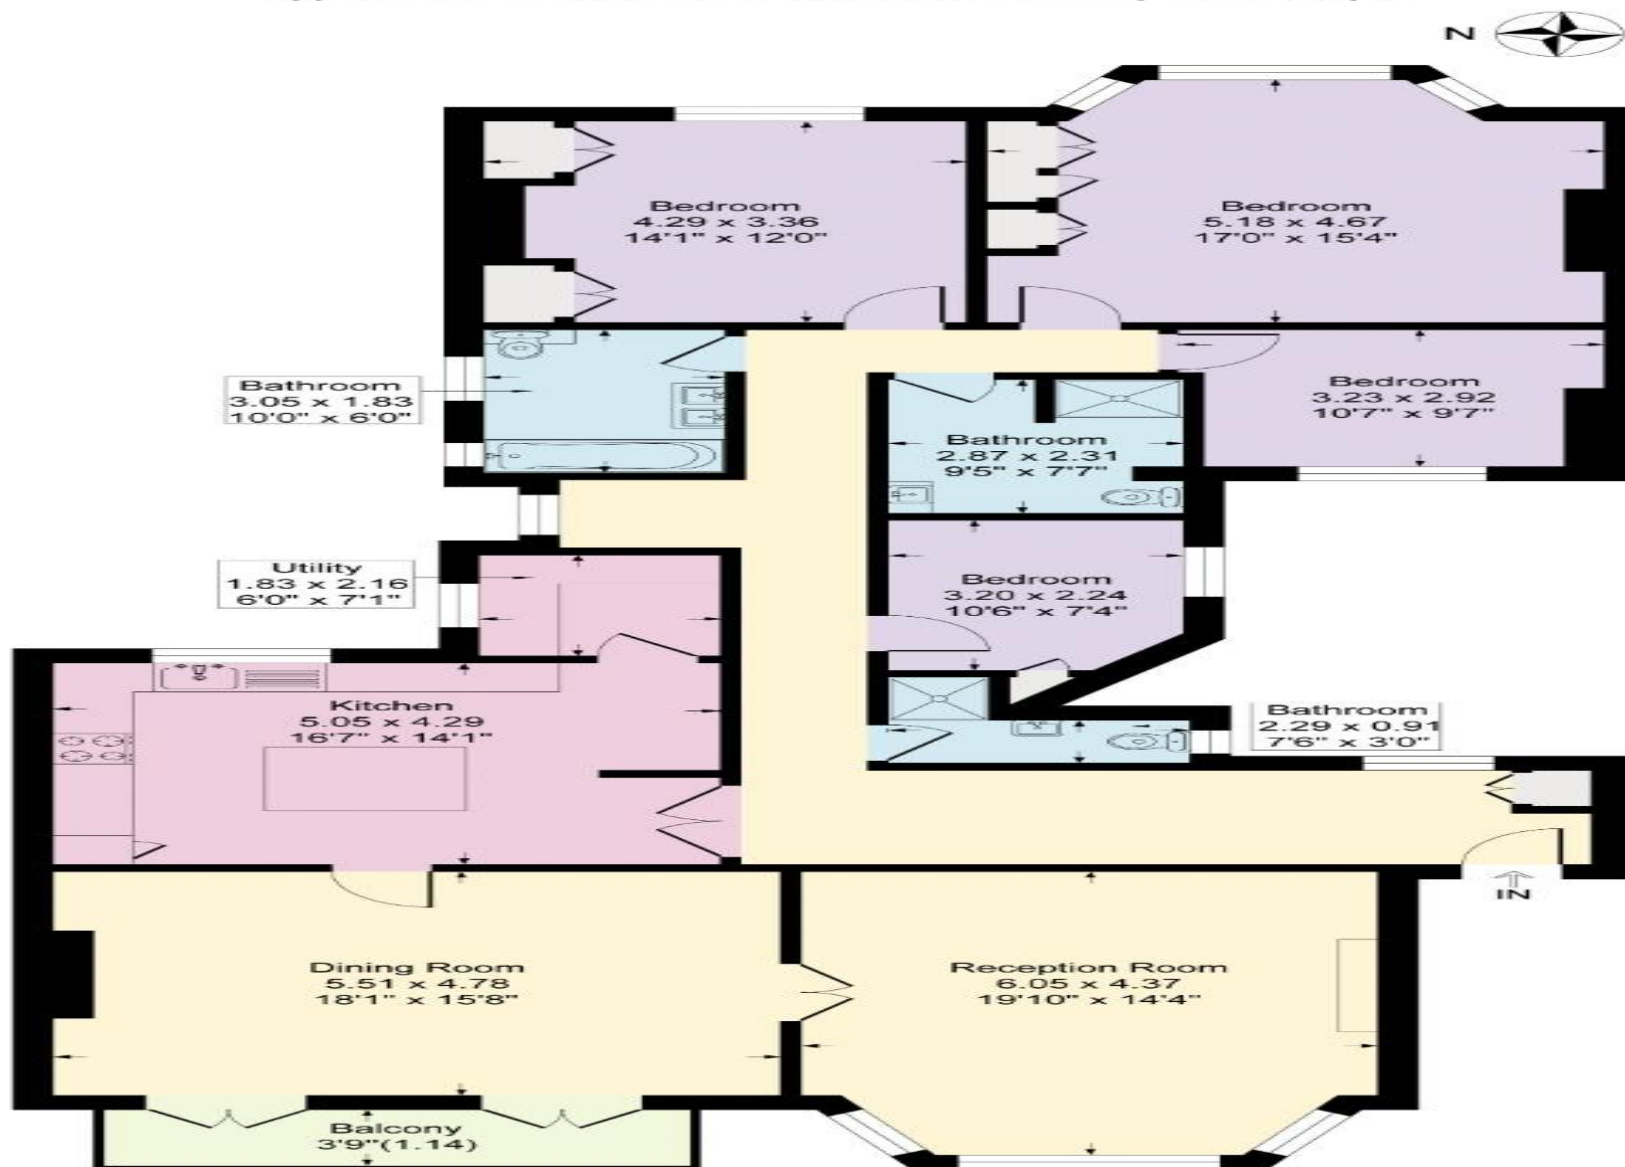 N
Bedroom
4.29 x 3.36
14'1" x 12'0"
Bedroom
5.18 x 4.67
17'0" x 15'4"
Bathroom
3.05 x 1.83
10'0" x 6'0"
Bedroom
3.23 x 2.92
10'7" x 9'7"
Bathroom
2.87 x 2.31
9'5" x 7'7"
Utility
1.83 x 2.16
6'0" x 7'1"
Bedroom
3.20 x 2.24
10'6" x 7'4"
Kitchen
5.05 x 4.29
16'7" x 14'1"
Bathroom
2.29 x 0.91
7'6" x 3'0"
IN
Dining Room
5.51 x 4.78
18'1" x 15'8"
Reception Room
6.05 x 4.37
19'10" x 14'4"
Balcony
3'9"(1.14)